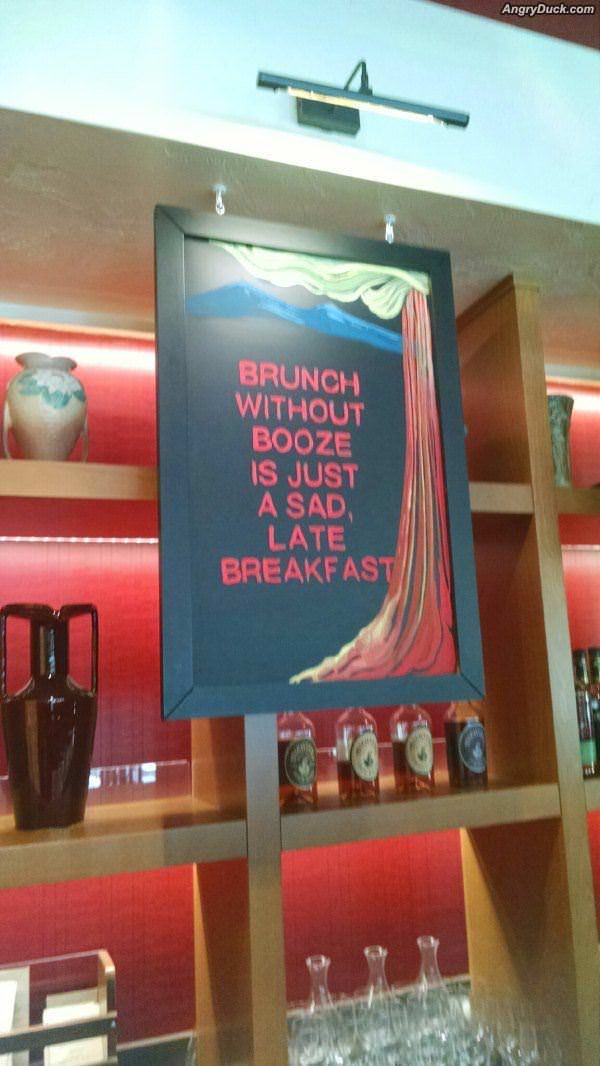 AngryDuck.com
BRUNCH
WITHOUT
BOOZE
IS JUST
A SAD,
LATE
BREAKFAST